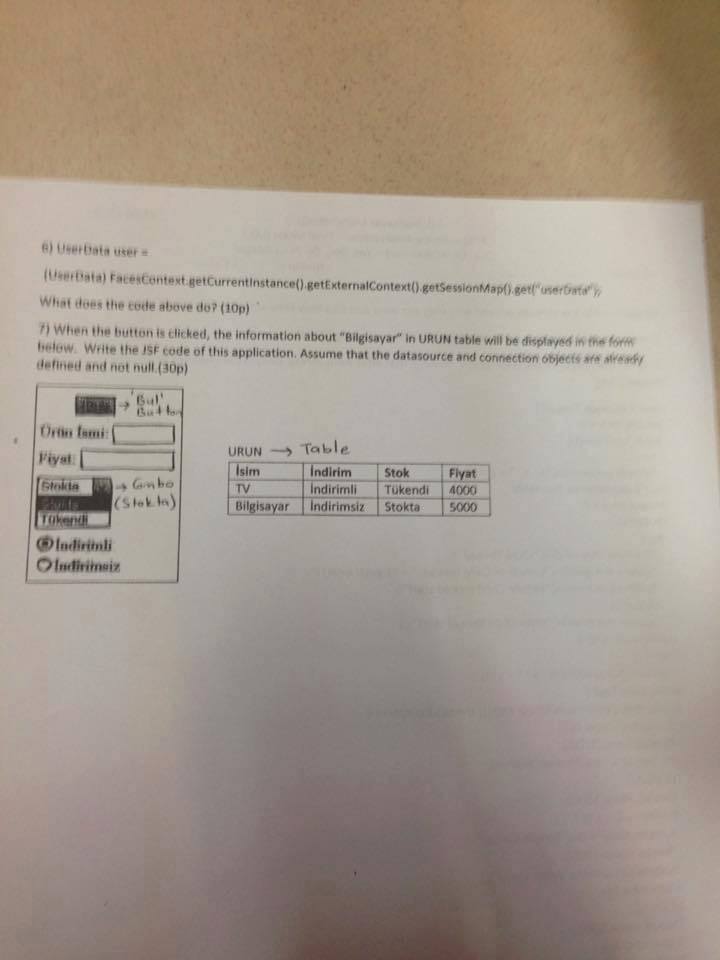 6) UserData user =
(UserData) FacesContext.getCurrentInstance().getExternalContext().getSessionMap().get("userData");
What does the code above do? (10p)
7) When the button is clicked, the information about "Bilgisayar" in URUN table will be displayed in the form
below. Write the JSF code of this application. Assume that the datasource and connection objects are already
defined and not null.(30p)
→ 'Bul' Button
Ürün İsmi:
Fiyat:
Stokta → Combo
(Stokta)
Tükendi
İndirimli
İndirimsiz
URUN → Table
İsim İndirim Stok Fiyat
TV İndirimli Tükendi 4000
Bilgisayar İndirimsiz Stokta 5000